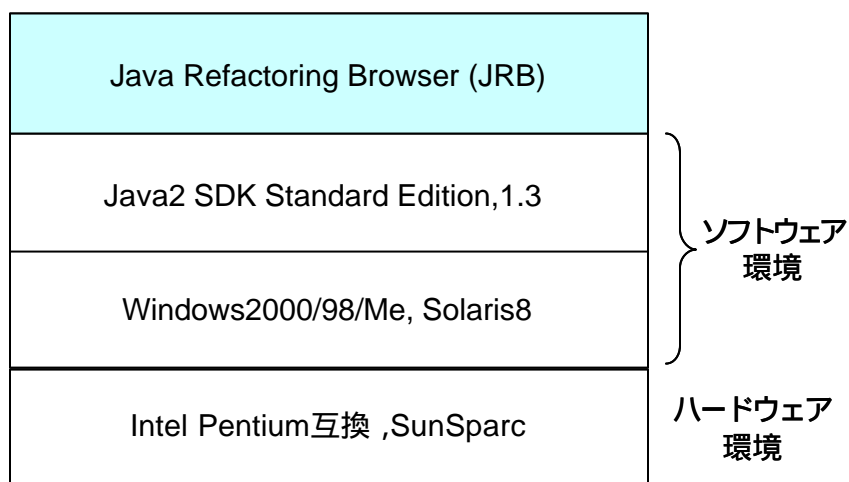 Java Refactoring Browser (JRB)
Java2 SDK Standard Edition,1.3
Windows2000/98/Me, Solaris8
ソフトウェア
環境
Intel Pentium互換 ,SunSparc
ハードウェア
環境